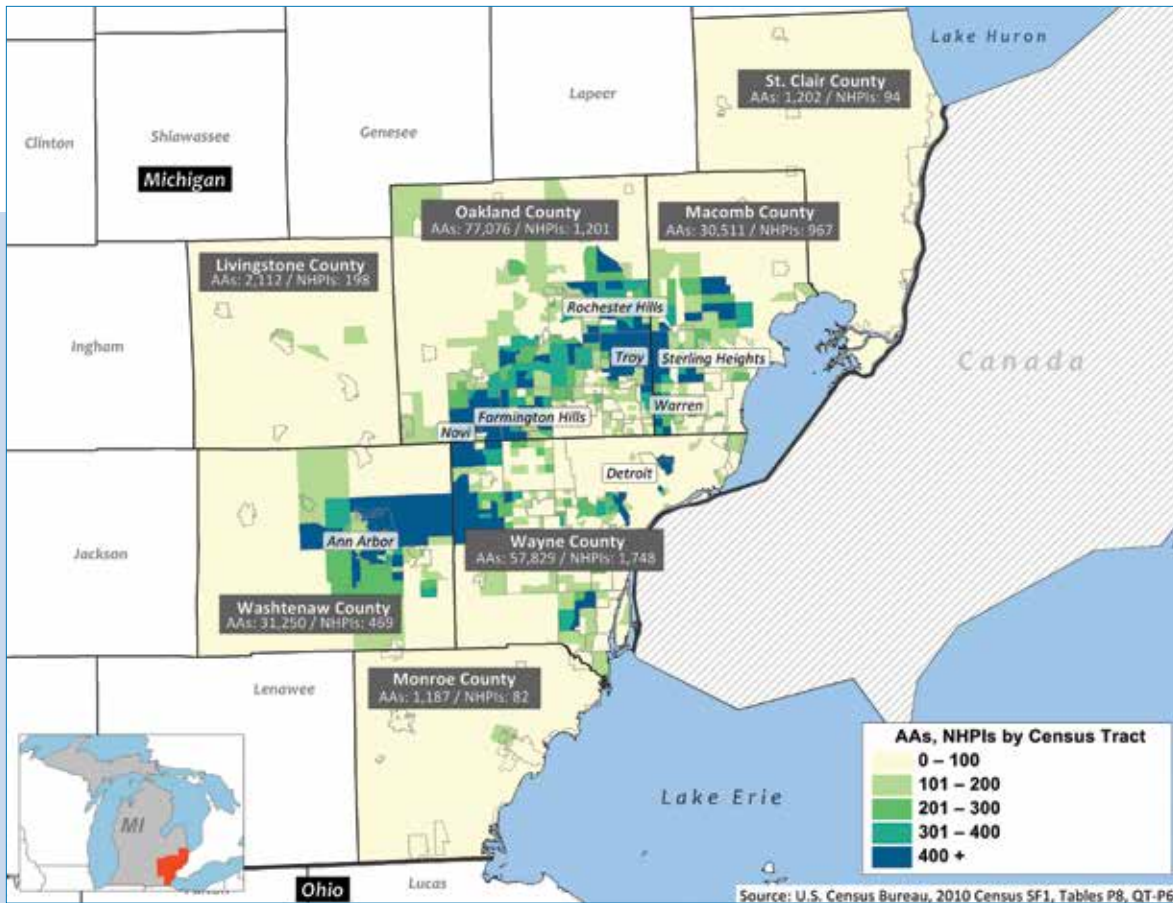 Lake Huron
St. Clair County
AAs: 1,202 / NHPIs: 94
Lapeer
Genesee
Shiawassee
Clinton
Michigan
Oakland County
AAs: 77,076 / NHPIs: 1,201
Macomb County
AAs: 30,511 / NHPIs: 967
Livingstone County
AAs: 2,112 / NHPIs: 198
Rochester Hills
Ingham
Troy
Sterling Heights
Canada
Warren
Farmington Hills
Novi
Detroit
Ann Arbor
Wayne County
AAs: 57,829 / NHPIs: 1,748
Jackson
Washtenaw County
AAs: 31,250 / NHPIs: 469
Lenawee
Monroe County
AAs: 1,187 / NHPIs: 82
AAs, NHPIs by Census Tract
0 – 100
101 – 200
201 – 300
301 – 400
400 +
Lake Erie
MI
Ohio
Lucas
Source: U.S. Census Bureau, 2010 Census SF1, Tables P8, QT-P6